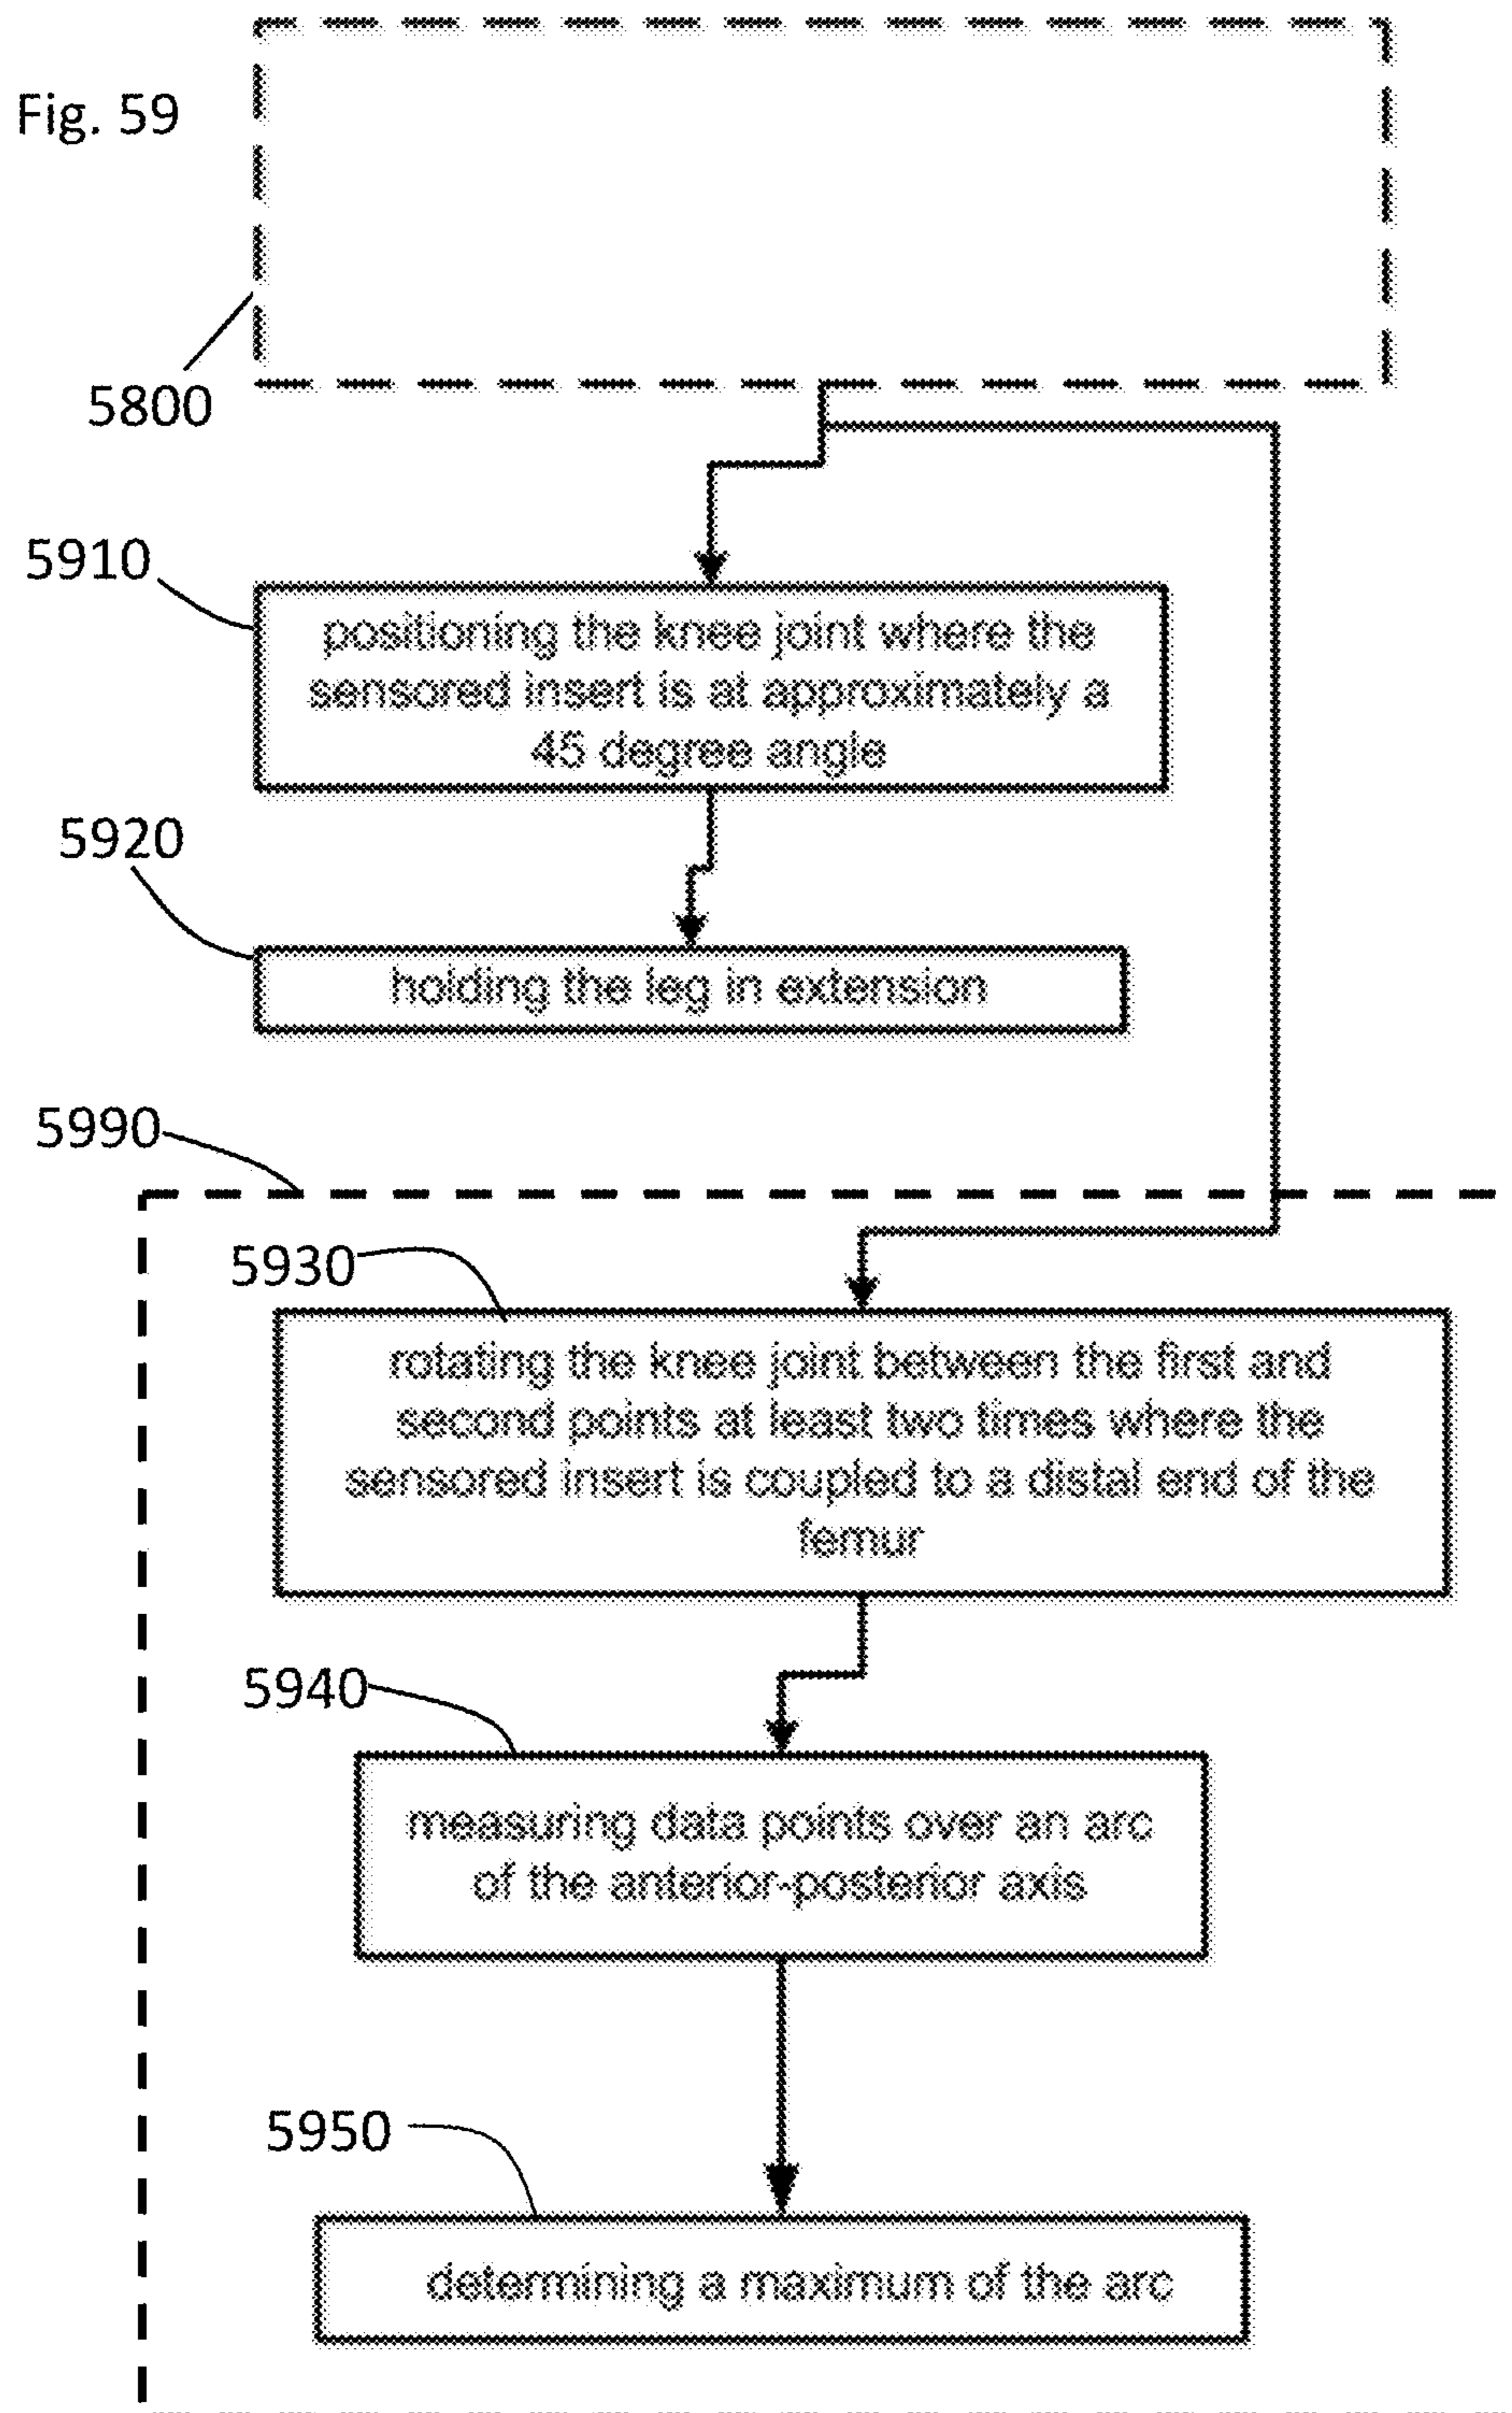 Fig. 59
5800
5910
positioning the knee joint where the
sensored insert is at approximately a
45 degree angle
5920
holding the leg in extension
5990
5930
rotating the knee joint between the first and
second points at least two times where the
sensored insert is coupled to a distal end of the
femur
5940
measuring data points over an arc
of the anterior-posterior axis
5950
determining a maximum of the arc